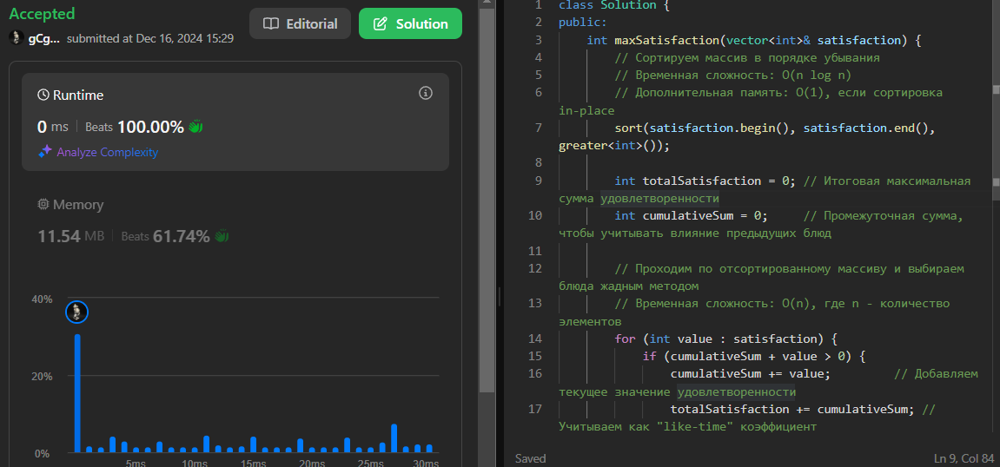 Accepted
gCg... submitted at Dec 16, 2024 15:29
Editorial
Solution
Runtime
0 ms | Beats 100.00%
Analyze Complexity
Memory
11.54 MB | Beats 61.74%
40%
20%
0%
5ms 10ms 15ms 20ms 25ms 30ms
1 class Solution {
2 public:
3 int maxSatisfaction(vector<int>& satisfaction) {
4 // Сортируем массив в порядке убывания
5 // Временная сложность: O(n log n)
6 // Дополнительная память: O(1), если сортировка
in-place
7 sort(satisfaction.begin(), satisfaction.end(),
greater<int>());
8
9 int totalSatisfaction = 0; // Итоговая максимальная
сумма удовлетворенности
10 int cumulativeSum = 0; // Промежуточная сумма,
чтобы учитывать влияние предыдущих блюд
11
12 // Проходим по отсортированному массиву и выбираем
блюда жадным методом
13 // Временная сложность: O(n), где n - количество
элементов
14 for (int value : satisfaction) {
15 if (cumulativeSum + value > 0) {
16 cumulativeSum += value; // Добавляем
текущее значение удовлетворенности
17 totalSatisfaction += cumulativeSum; //
Учитываем как "like-time" коэффициент
Saved
Ln 9, Col 84